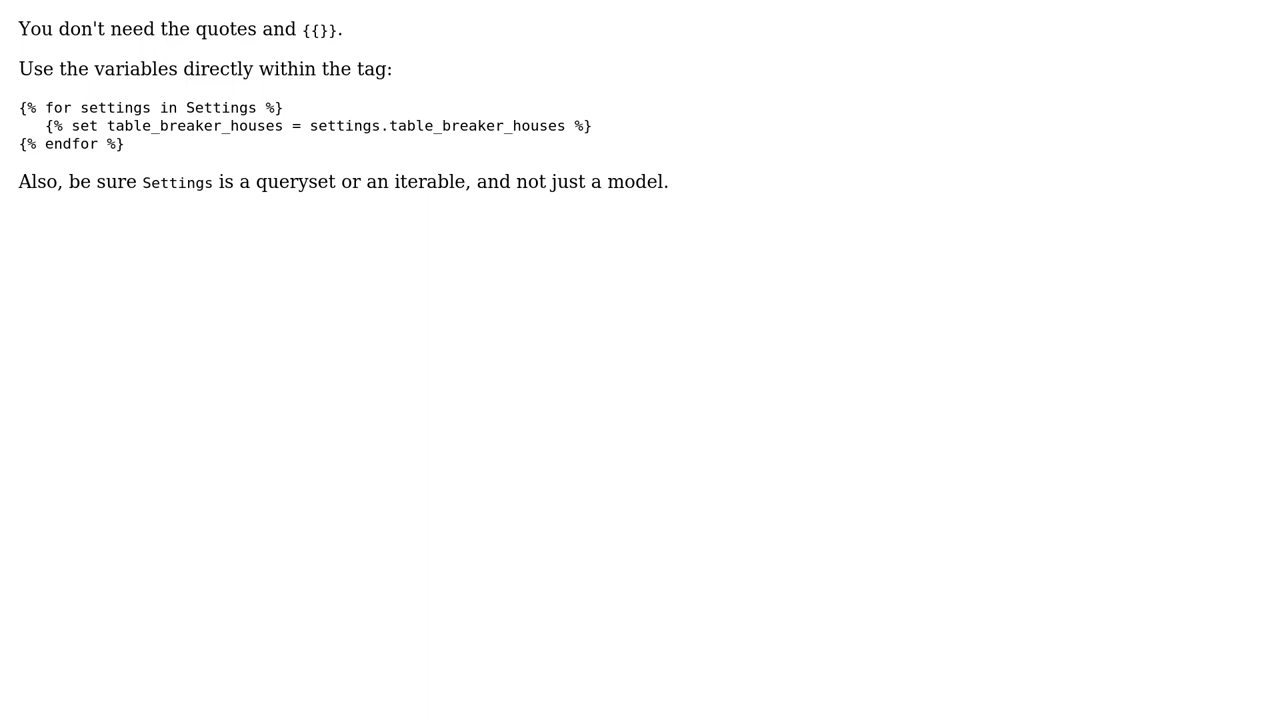 You don't need the quotes and {{}}.
Use the variables directly within the tag:
{% for settings in Settings %}
   {% set table_breaker_houses = settings.table_breaker_houses %}
{% endfor %}
Also, be sure Settings is a queryset or an iterable, and not just a model.